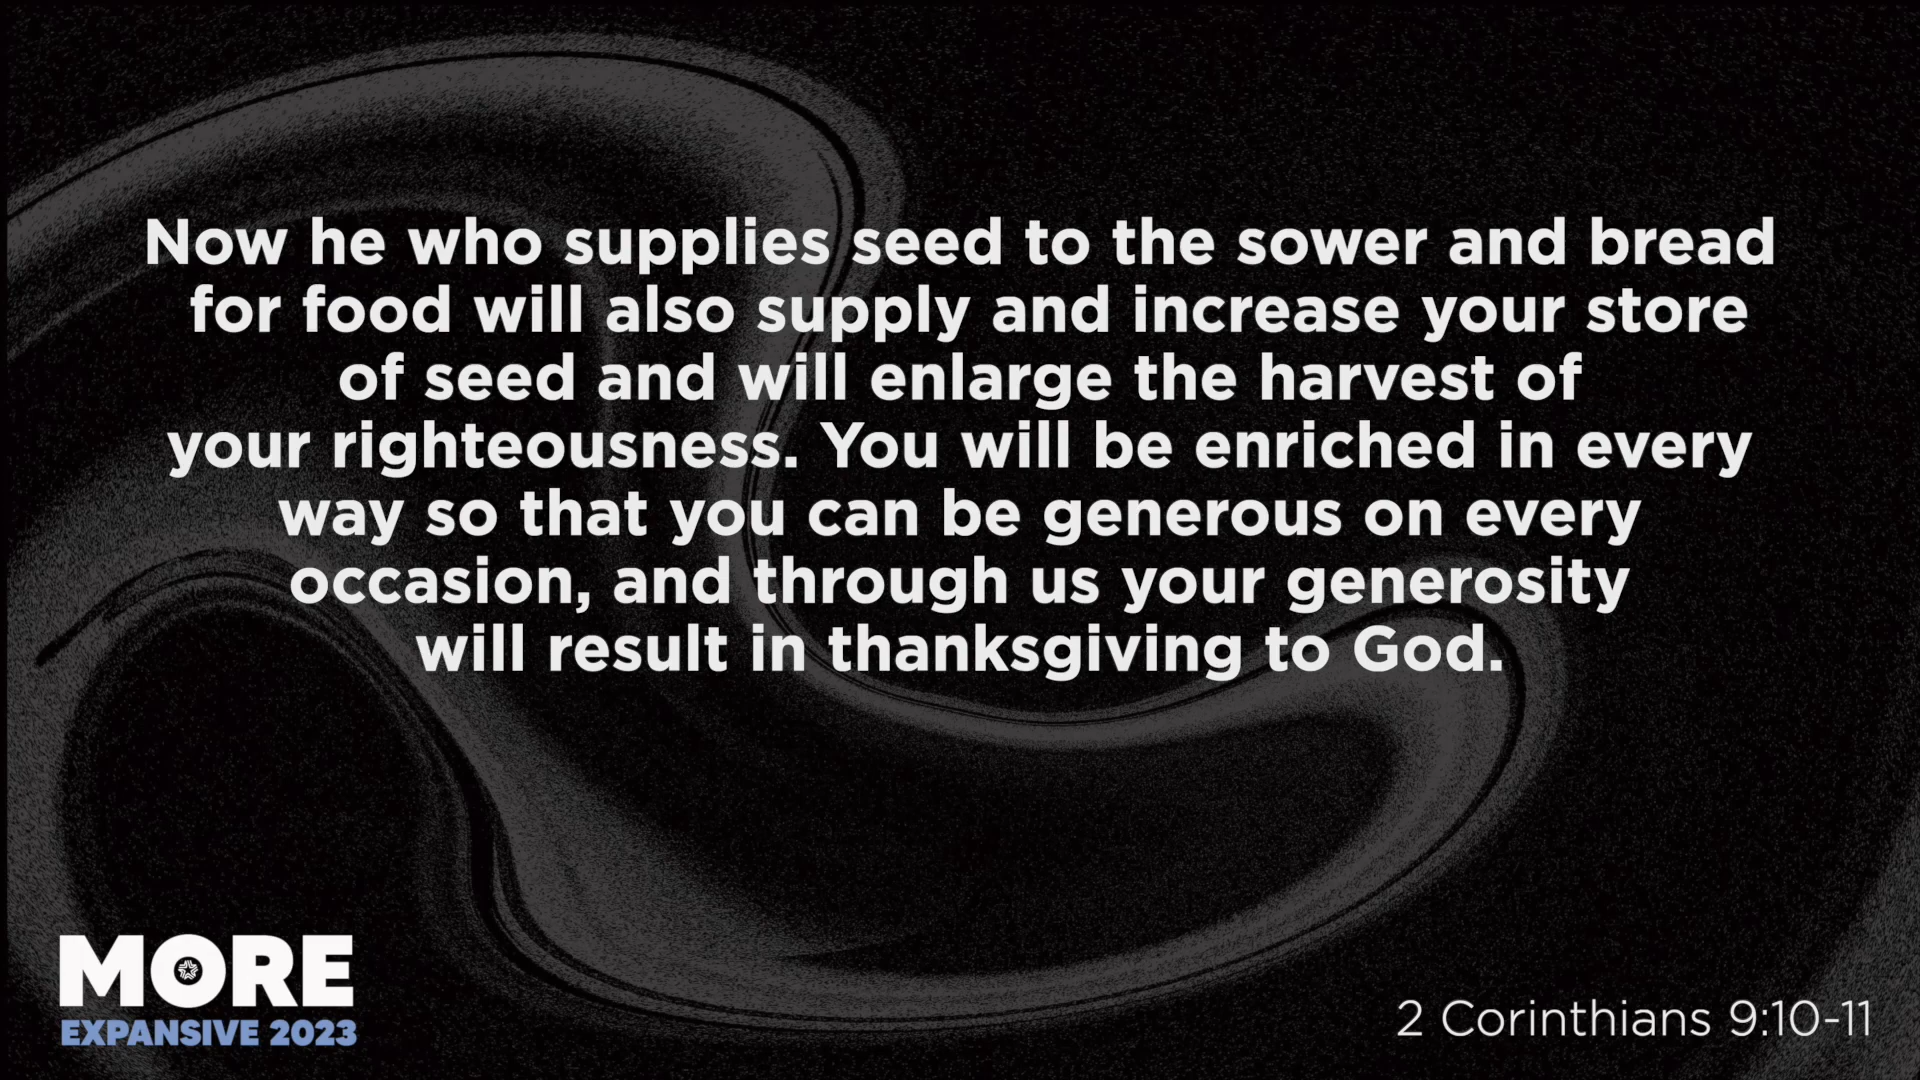 Now he who supplies seed to the sower and bread
for food will also supply and increase your store
of seed and will enlarge the harvest of
your righteousness. You will be enriched in every
way so that you can be generous on every
occasion, and through us your generosity
will result in thanksgiving to God.
MORE
EXPANSIVE 2023
2 Corinthians 9:10-11